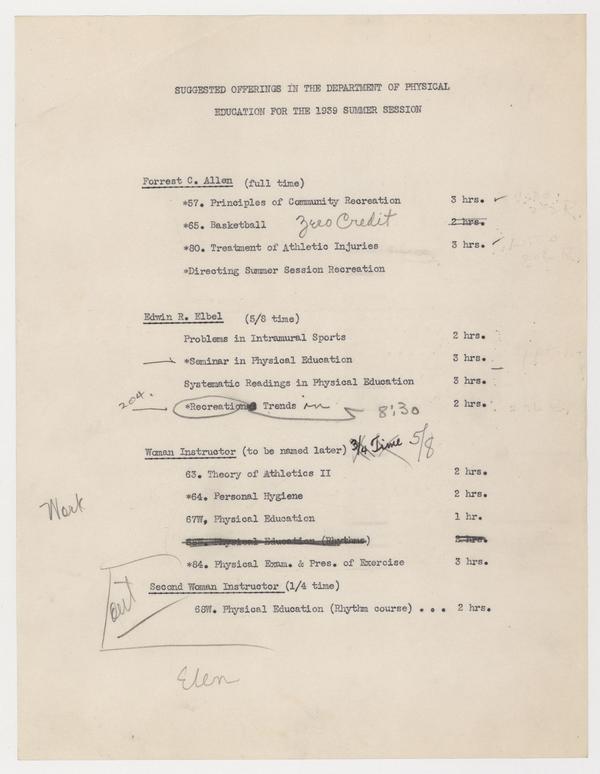 SUGGESTED OFFERINGS IN THE DEPARTMENT OF PHYSICAL
EDUCATION FOR THE 1939 SUMMER SESSION
Forrest C. Allen (full time)
*57. Principles of Community Recreation 3 hrs.
*65. Basketball Zero Credit 2 hrs.
*80. Treatment of Athletic Injuries 3 hrs.
*Directing Summer Session Recreation
Edwin R. Elbel (5/8 time)
Problems in Intramural Sports 2 hrs.
*Seminar in Physical Education 3 hrs.
Systematic Readings in Physical Education 3 hrs.
204. *Recreation Trends in 8:30 2 hrs.
Woman Instructor (to be named later) 3/4 Time 5/8
63. Theory of Athletics II 2 hrs.
*64. Personal Hygiene 2 hrs.
Work
67W, Physical Education 1 hr.
68W. Physical Education (Rhythms) 2 hrs.
*84. Physical Exam. & Pres. of Exercise 3 hrs.
out
Second Woman Instructor (1/4 time)
68W. Physical Education (Rhythm course) . . . 2 hrs.
Elen